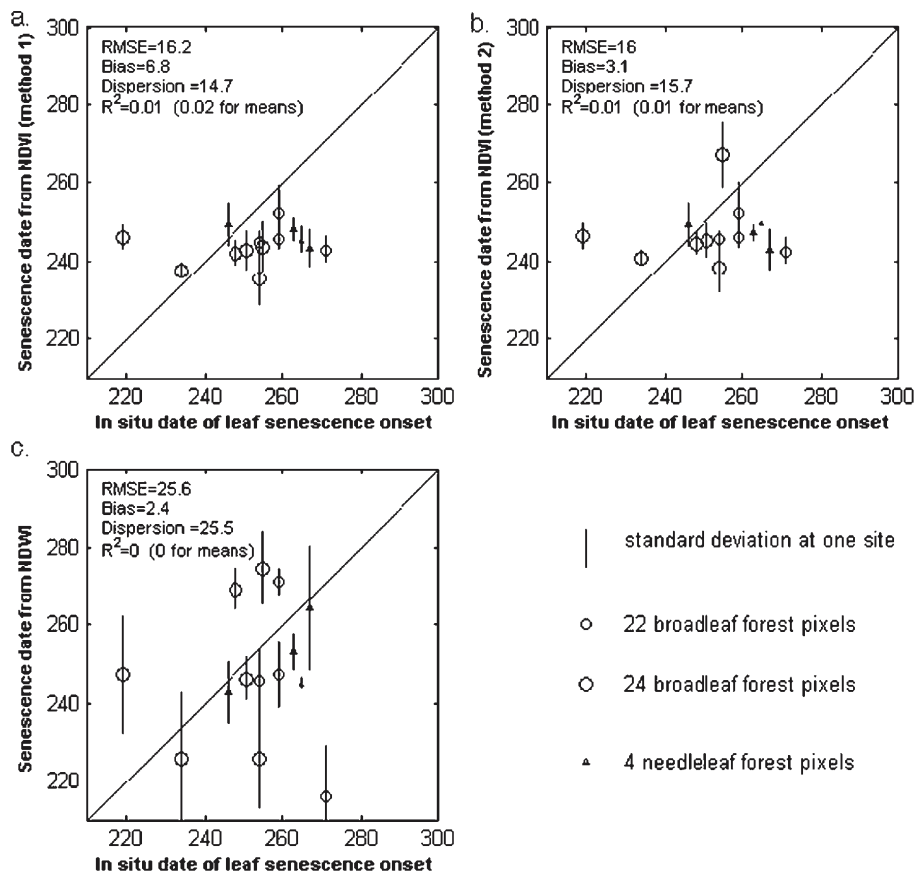 a.
Senescence date from NDVI (method 1)
300
280
260
240
220
RMSE=16.2
Bias=6.8
Dispersion =14.7
R²=0.01 (0.02 for means)
220 240 260 280 300
In situ date of leaf senescence onset
b.
Senescence date from NDVI (method 2)
300
280
260
240
220
RMSE=16
Bias=3.1
Dispersion =15.7
R²=0.01 (0.01 for means)
220 240 260 280 300
In situ date of leaf senescence onset
c.
Senescence date from NDWI
300
280
260
240
220
RMSE=25.6
Bias=2.4
Dispersion =25.5
R²=0 (0 for means)
220 240 260 280 300
In situ date of leaf senescence onset
standard deviation at one site
22 broadleaf forest pixels
24 broadleaf forest pixels
4 needleleaf forest pixels